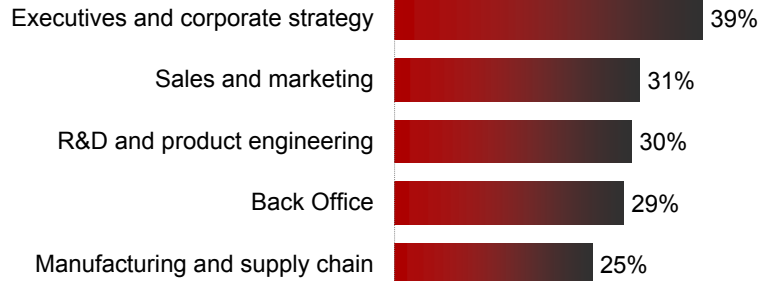 Executives and corporate strategy 39%
Sales and marketing 31%
R&D and product engineering 30%
Back Office 29%
Manufacturing and supply chain 25%